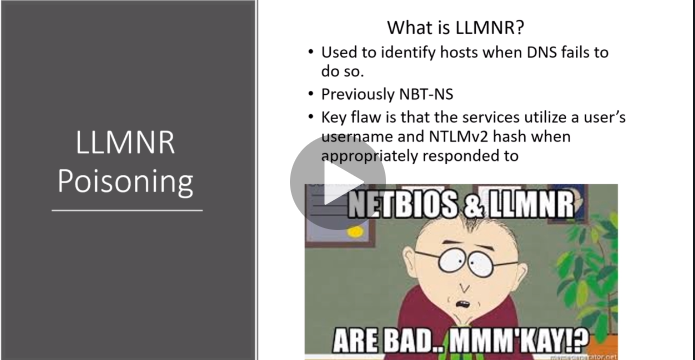 LLMNR
Poisoning
What is LLMNR?
• Used to identify hosts when DNS fails to
do so.
• Previously NBT-NS
• Key flaw is that the services utilize a user's
username and NTLMv2 hash when
appropriately responded to
NETBIOS & LLMNR
ARE BAD.. MMM'KAY!?
memegenerator.net